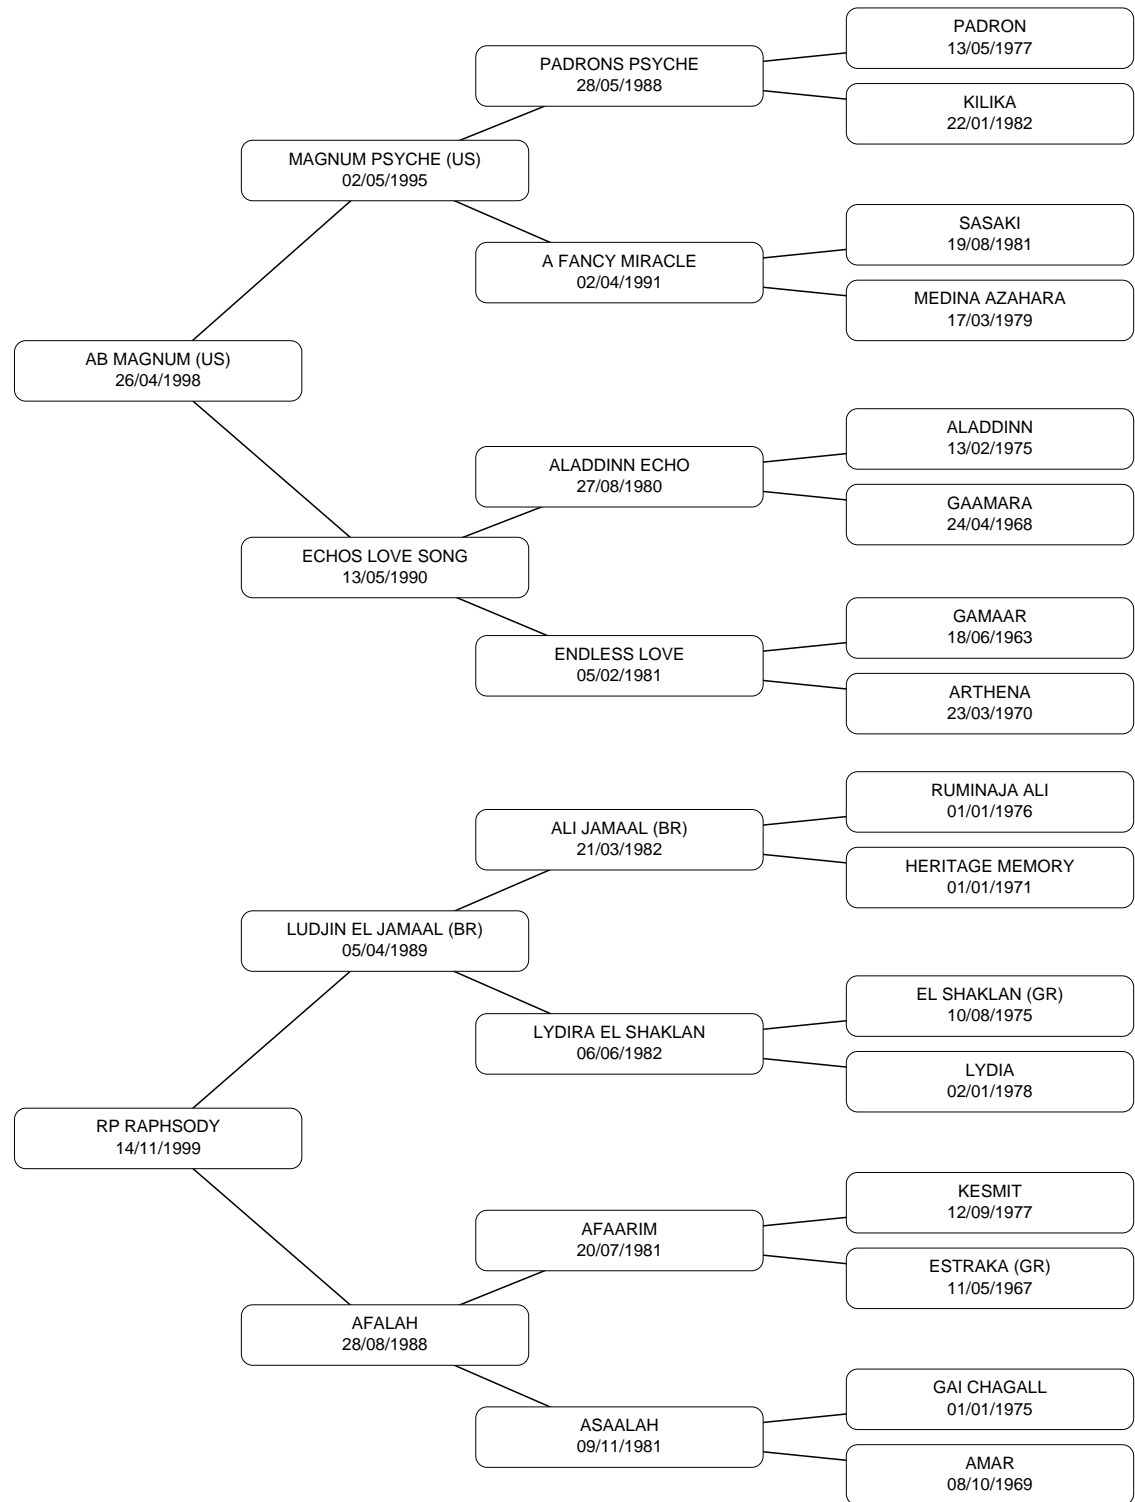 PADRON
13/05/1977
PADRONS PSYCHE
28/05/1988
KILIKA
22/01/1982
MAGNUM PSYCHE (US)
02/05/1995
SASAKI
19/08/1981
A FANCY MIRACLE
02/04/1991
MEDINA AZAHARA
17/03/1979
AB MAGNUM (US)
26/04/1998
ALADDINN
13/02/1975
ALADDINN ECHO
27/08/1980
GAAMARA
24/04/1968
ECHOS LOVE SONG
13/05/1990
GAMAAR
18/06/1963
ENDLESS LOVE
05/02/1981
ARTHENA
23/03/1970
RUMINAJA ALI
01/01/1976
ALI JAMAAL (BR)
21/03/1982
HERITAGE MEMORY
01/01/1971
LUDJIN EL JAMAAL (BR)
05/04/1989
EL SHAKLAN (GR)
10/08/1975
LYDIRA EL SHAKLAN
06/06/1982
LYDIA
02/01/1978
RP RAPHSODY
14/11/1999
KESMIT
12/09/1977
AFAARIM
20/07/1981
ESTRAKA (GR)
11/05/1967
AFALAH
28/08/1988
GAI CHAGALL
01/01/1975
ASAALAH
09/11/1981
AMAR
08/10/1969